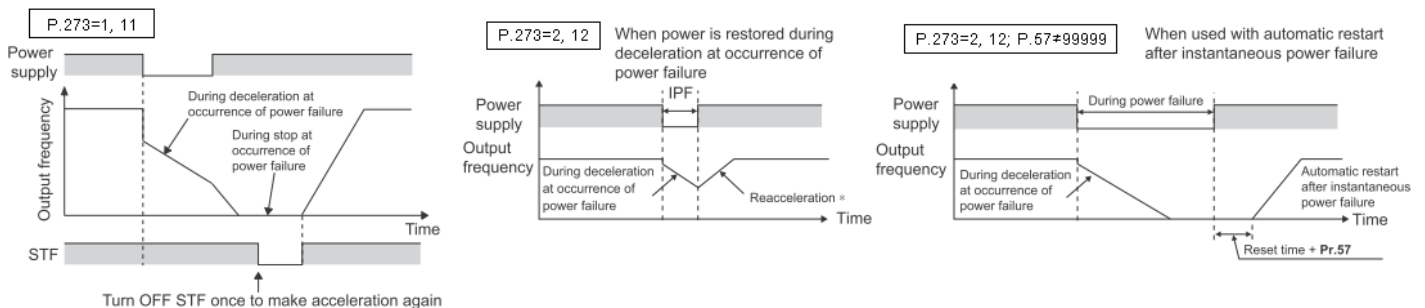 P.273=1, 11
Power
supply
During deceleration at
occurrence of power failure
During stop at
occurrence of
power failure
Output frequency
Time
STF
Turn OFF STF once to make acceleration again
P.273=2, 12
When power is restored during
deceleration at occurrence of
power failure
IPF
Power
supply
Output
frequency
During deceleration
at occurrence of
power failure
Reacceleration *
Time
P.273=2, 12; P.57≠99999
When used with automatic restart
after instantaneous power failure
During power failure
Power
supply
Output
frequency
During deceleration
at occurrence of
power failure
Automatic restart
after instantaneous
power failure
Time
Reset time + Pr.57